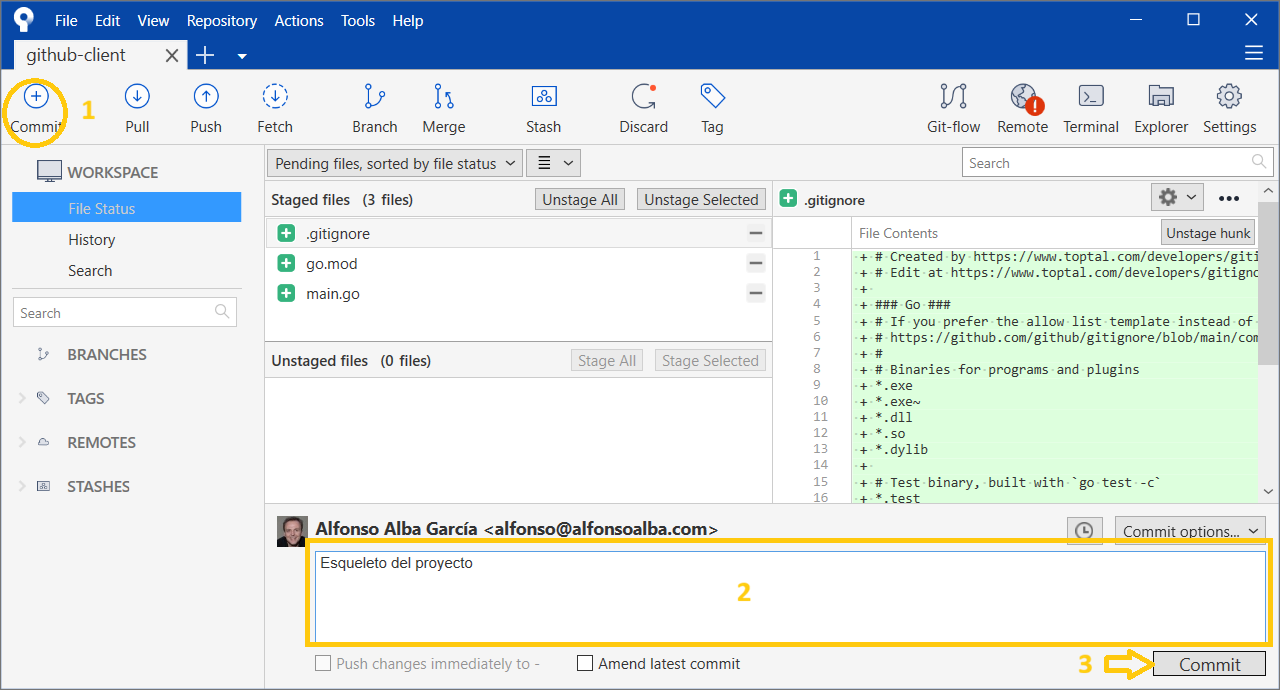 File Edit View Repository Actions Tools Help
github-client
Commit 1 Pull Push Fetch Branch Merge Stash Discard Tag Git-flow Remote Terminal Explorer Settings
WORKSPACE
File Status
History
Search
Search
BRANCHES
TAGS
REMOTES
STASHES
Pending files, sorted by file status
Search
Staged files (3 files) Unstage All Unstage Selected
.gitignore
go.mod
main.go
Unstaged files (0 files) Stage All Stage Selected
.gitignore
File Contents Unstage hunk
1 + # Created by https://www.toptal.com/developers/giti
2 + # Edit at https://www.toptal.com/developers/gitigno
3 +
4 + ### Go ###
5 + # If you prefer the allow list template instead of
6 + # https://github.com/github/gitignore/blob/main/com
7 + #
8 + # Binaries for programs and plugins
9 + *.exe
10 + *.exe~
11 + *.dll
12 + *.so
13 + *.dylib
14 +
15 + # Test binary, built with `go test -c`
16 + *.test
Alfonso Alba García <alfonso@alfonsoalba.com>
Commit options...
Esqueleto del proyecto
2
Push changes immediately to -
Amend latest commit
3 Commit